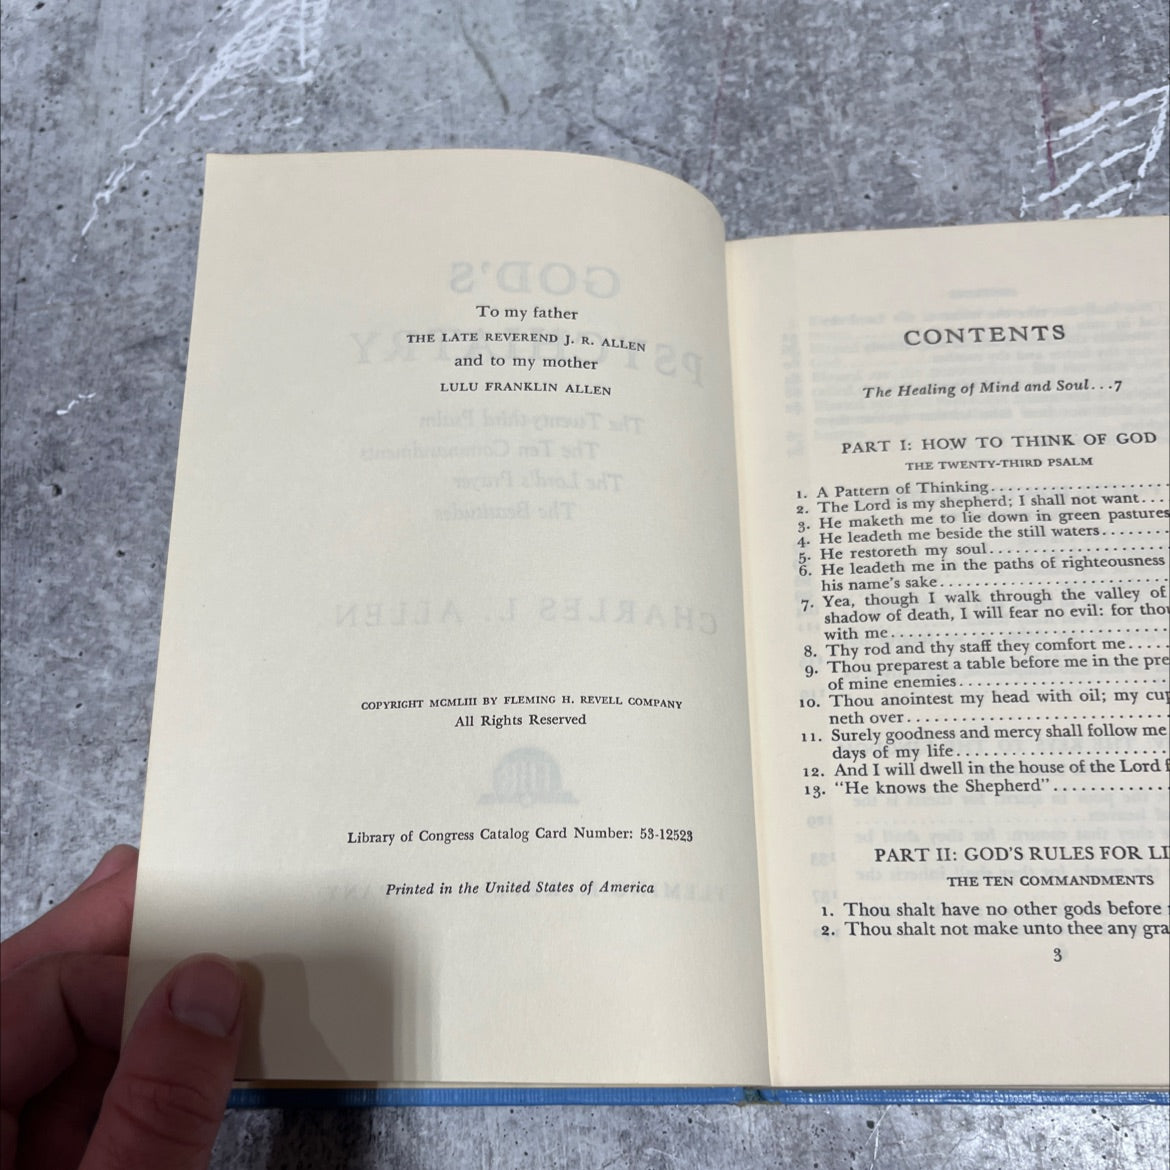 To my father
THE LATE REVEREND J. R. ALLEN
and to my mother
LULU FRANKLIN ALLEN
COPYRIGHT MCMLIII BY FLEMING H. REVELL COMPANY
All Rights Reserved
Library of Congress Catalog Card Number: 53-12523
Printed in the United States of America
CONTENTS
The Healing of Mind and Soul...7
PART I: HOW TO THINK OF GOD
THE TWENTY-THIRD PSALM
1. A Pattern of Thinking
2. The Lord is my shepherd; I shall not want
3. He maketh me to lie down in green pastures
4. He leadeth me beside the still waters
5. He restoreth my soul
6. He leadeth me in the paths of righteousness
his name's sake
7. Yea, though I walk through the valley of
shadow of death, I will fear no evil: for tho
with me
8. Thy rod and thy staff they comfort me
9. Thou preparest a table before me in the pre
of mine enemies
10. Thou anointest my head with oil; my cup
neth over
11. Surely goodness and mercy shall follow me
days of my life
12. And I will dwell in the house of the Lord f
13. "He knows the Shepherd"
PART II: GOD'S RULES FOR LI
THE TEN COMMANDMENTS
1. Thou shalt have no other gods before
2. Thou shalt not make unto thee any gra
3